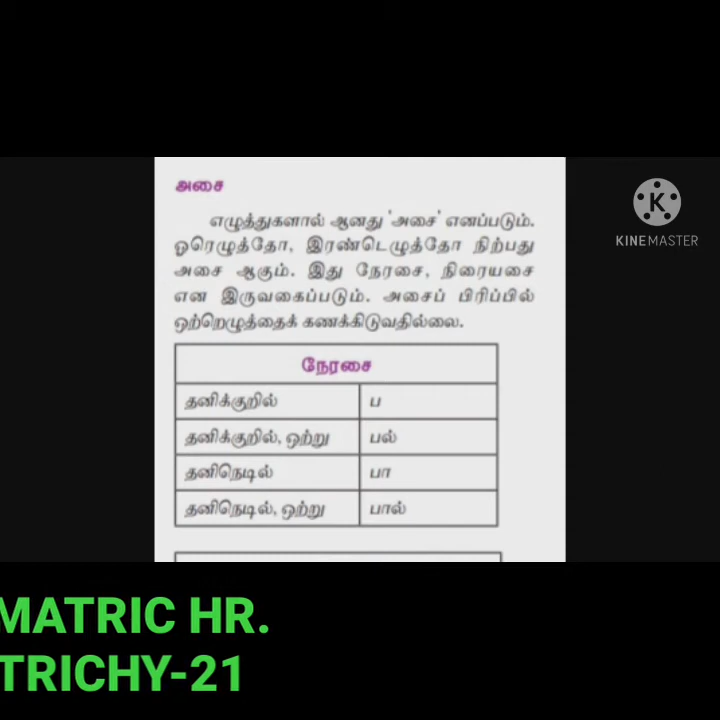 அசை
எழுத்துகளால் ஆனது 'அசை' எனப்படும்.
ஓரெழுத்தோ, இரண்டெழுத்தோ நிற்பது
அசை ஆகும். இது நேரசை, நிரையசை
என இருவகைப்படும். அசைப் பிரிப்பில்
ஒற்றெழுத்தைக் கணக்கிடுவதில்லை.
நேரசை
தனிக்குறில் ப
தனிக்குறில், ஒற்று பல்
தனிநெடில் பா
தனிநெடில், ஒற்று பால்
K
KINEMASTER
MATRIC HR.
TRICHY-21